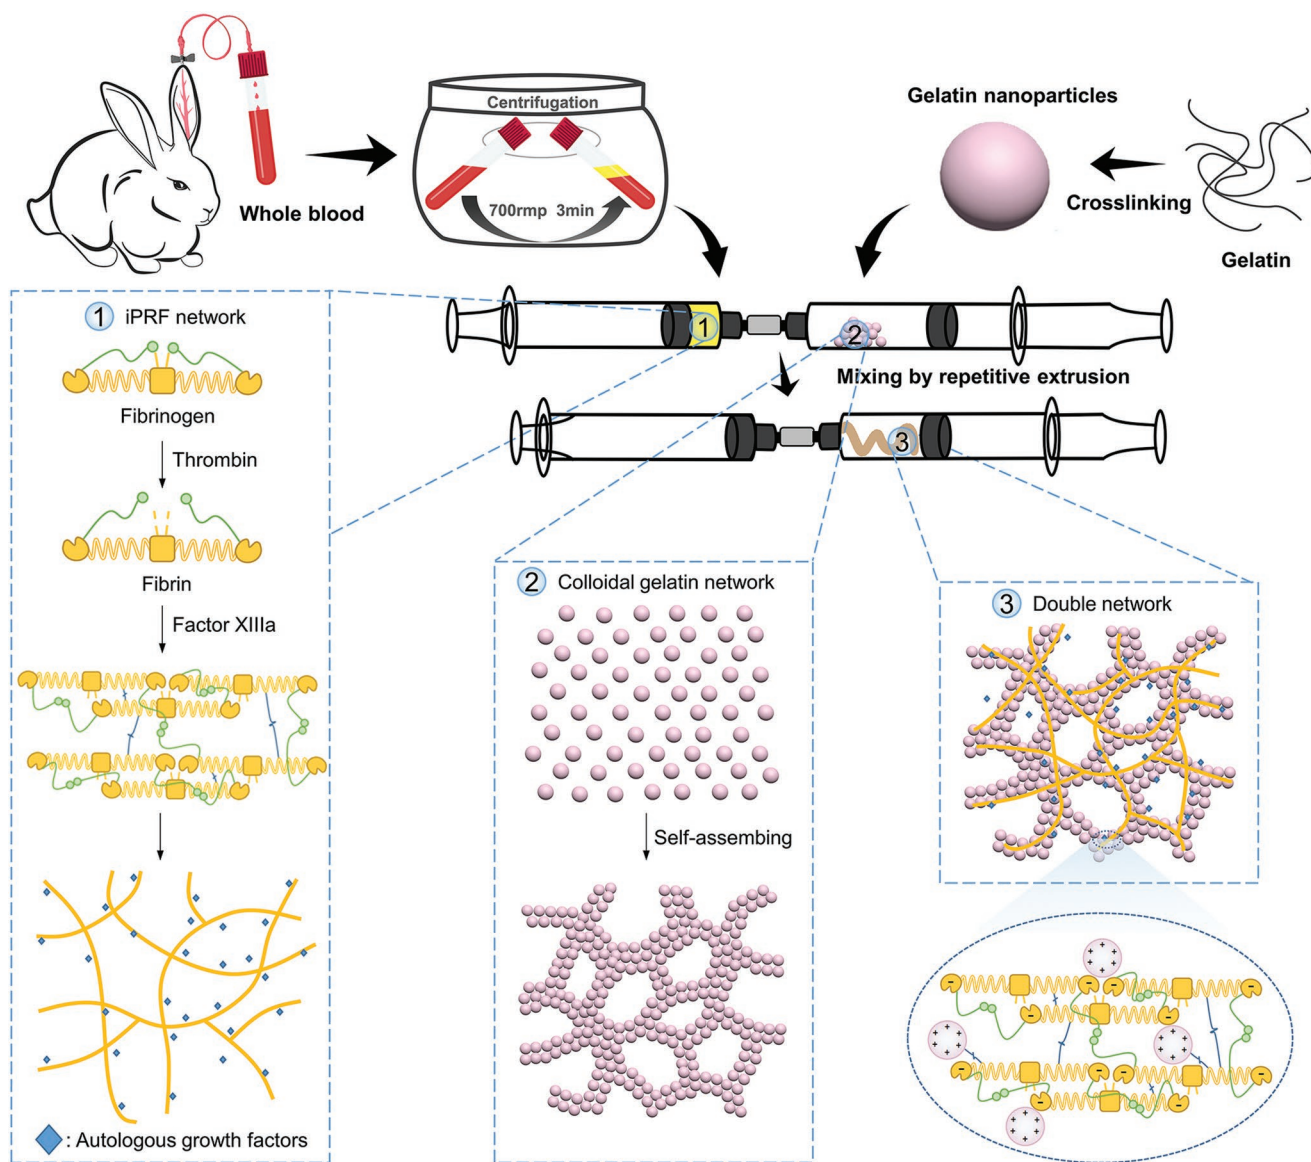 Centrifugation
700rmp 3min
Whole blood
Gelatin nanoparticles
Crosslinking
Gelatin
1
2
Mixing by repetitive extrusion
3
1 iPRF network
Fibrinogen
Thrombin
Fibrin
Factor XIIIa
: Autologous growth factors
2 Colloidal gelatin network
Self-assembing
3 Double network